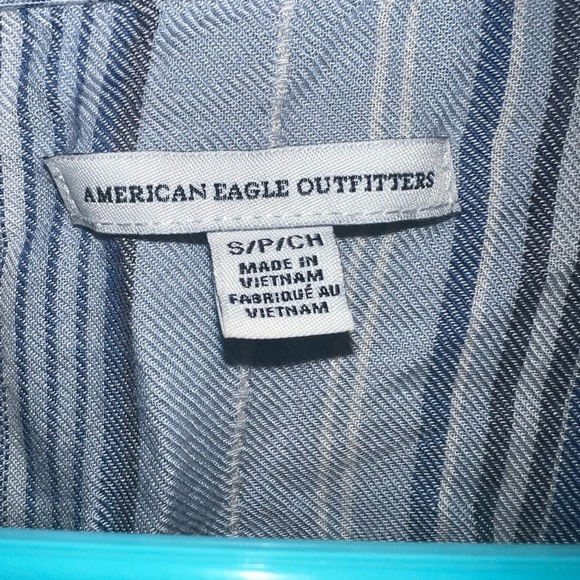 AMERICAN EAGLE OUTFITTERS
S/P/CH
MADE IN
VIETNAM
FABRIQUÉ AU
VIETNAM